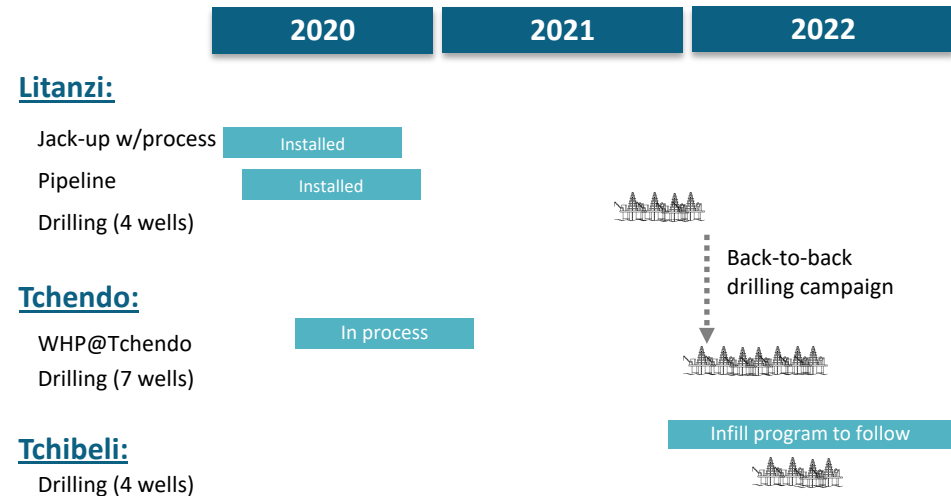 2020
2021
2022
Litanzi:
Jack-up w/process
Installed
Pipeline
Installed
Drilling (4 wells)
Back-to-back
drilling campaign
Tchendo:
WHP@Tchendo
In process
Drilling (7 wells)
Tchibeli:
Infill program to follow
Drilling (4 wells)